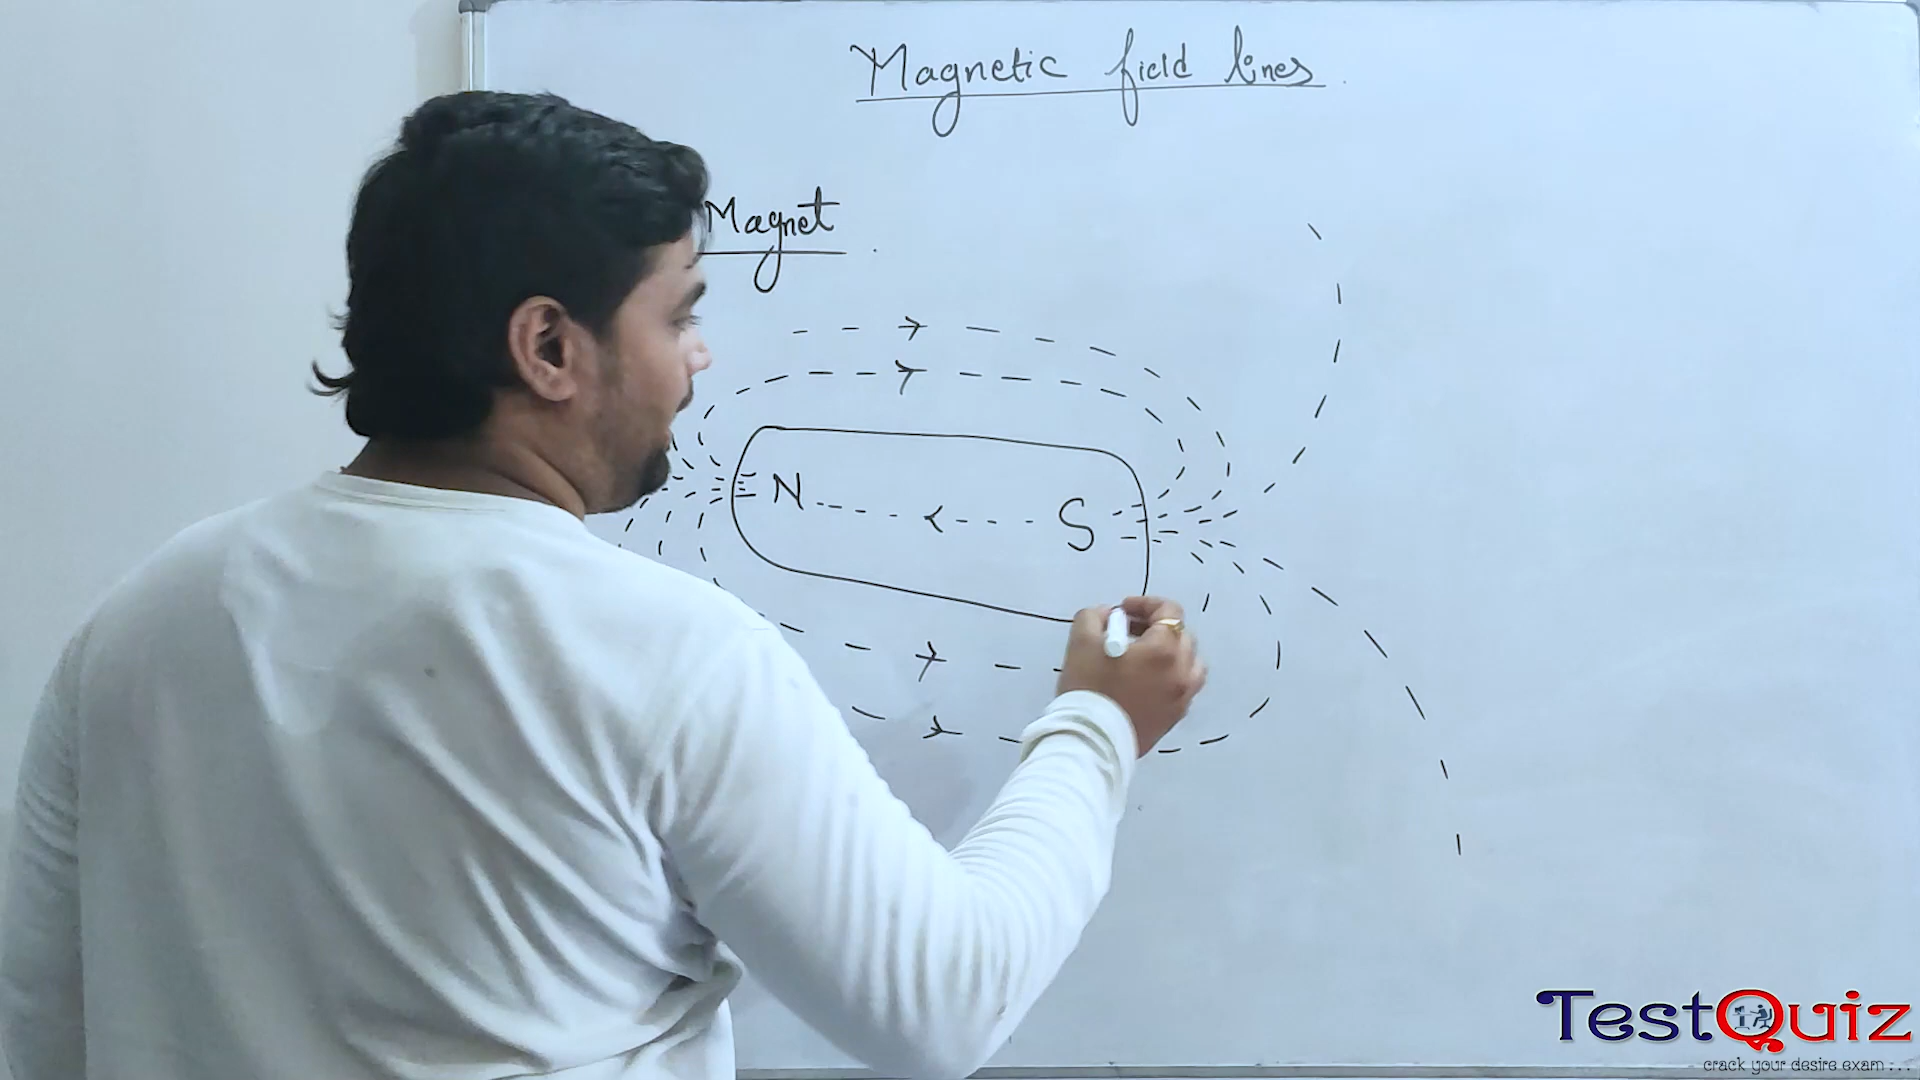 Magnetic field lines
Magnet
N
S
TestQuiz
crack your desire exam ...